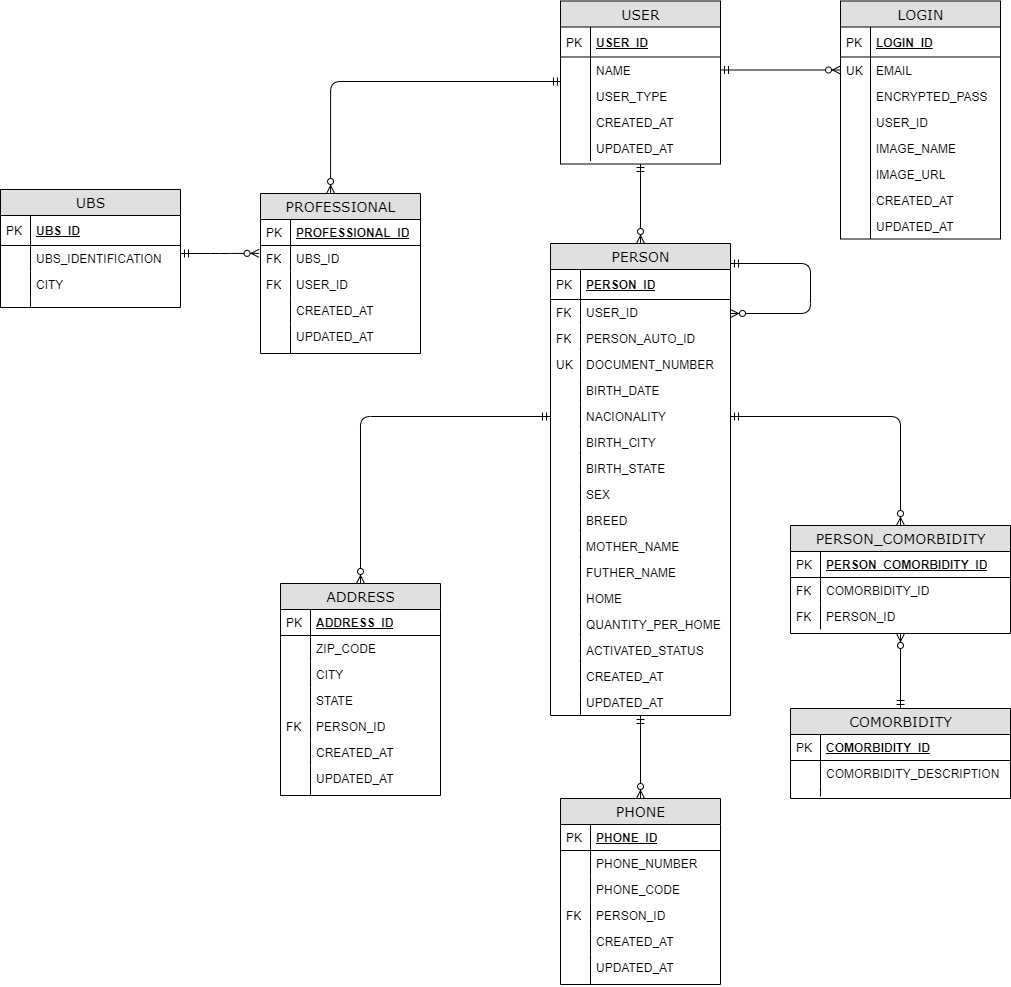 USER
PK USER_ID
NAME
USER_TYPE
CREATED_AT
UPDATED_AT
LOGIN
PK LOGIN_ID
UK EMAIL
ENCRYPTED_PASS
USER_ID
IMAGE_NAME
IMAGE_URL
CREATED_AT
UPDATED_AT
UBS
PK UBS_ID
UBS_IDENTIFICATION
CITY
PROFESSIONAL
PK PROFESSIONAL_ID
FK UBS_ID
FK USER_ID
CREATED_AT
UPDATED_AT
PERSON
PK PERSON_ID
FK USER_ID
FK PERSON_AUTO_ID
UK DOCUMENT_NUMBER
BIRTH_DATE
NACIONALITY
BIRTH_CITY
BIRTH_STATE
SEX
BREED
MOTHER_NAME
FUTHER_NAME
HOME
QUANTITY_PER_HOME
ACTIVATED_STATUS
CREATED_AT
UPDATED_AT
PERSON_COMORBIDITY
PK PERSON_COMORBIDITY_ID
FK COMORBIDITY_ID
FK PERSON_ID
ADDRESS
PK ADDRESS_ID
ZIP_CODE
CITY
STATE
FK PERSON_ID
CREATED_AT
UPDATED_AT
COMORBIDITY
PK COMORBIDITY_ID
COMORBIDITY_DESCRIPTION
PHONE
PK PHONE_ID
PHONE_NUMBER
PHONE_CODE
FK PERSON_ID
CREATED_AT
UPDATED_AT